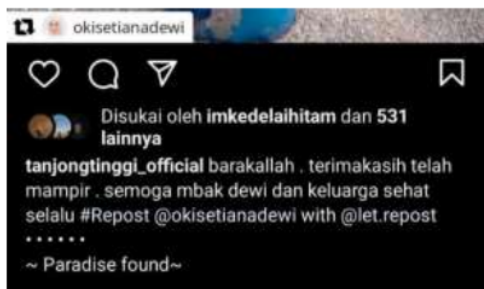 okisetianadewi
Disukai oleh imkedelaihitam dan 531
lainnya
tanjongtinggi_official barakallah . terimakasih telah
mampir . semoga mbak dewi dan keluarga sehat
selalu #Repost @okisetianadewi with @let.repost
• • • • • •
~ Paradise found~